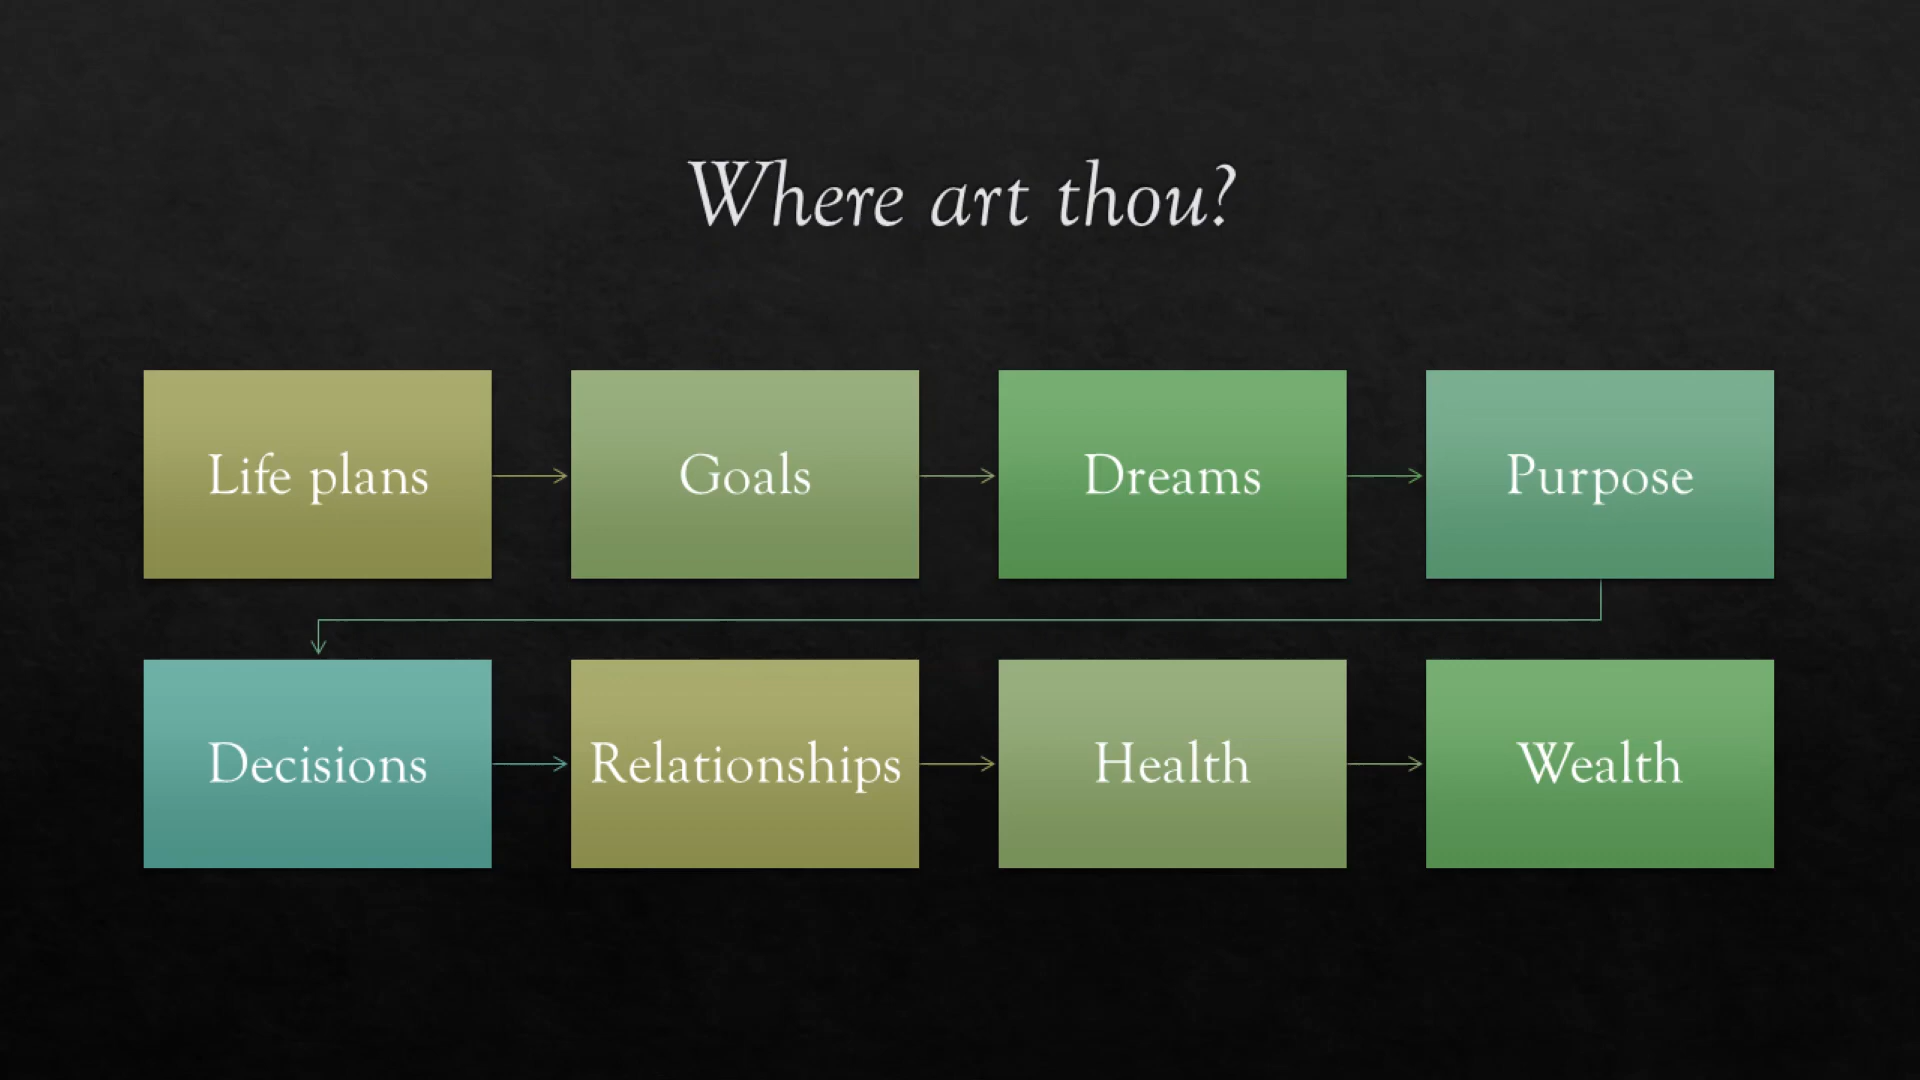 Where art thou?
Life plans
Goals
Dreams
Purpose
Decisions
Relationships
Health
Wealth